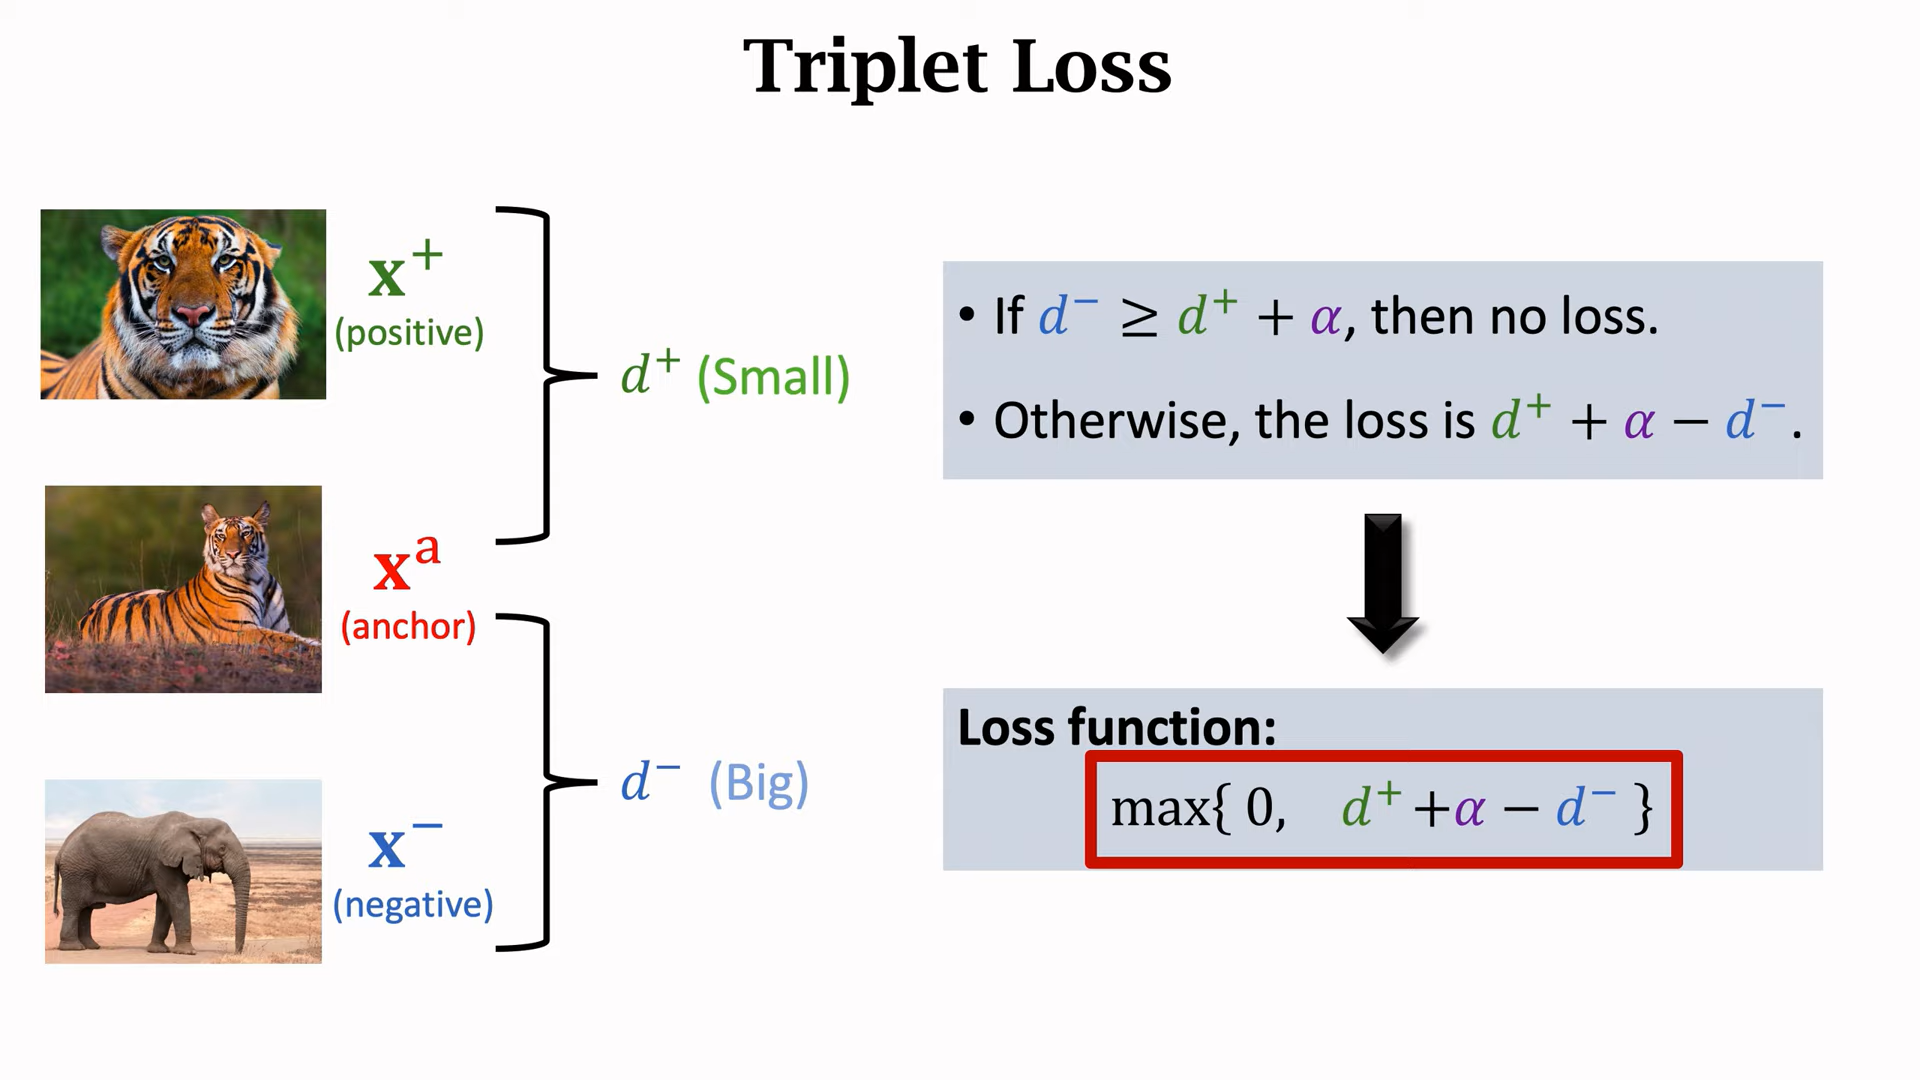 Triplet Loss
x⁺
(positive)
d⁺ (Small)
xᵃ
(anchor)
d⁻ (Big)
x⁻
(negative)
• If d⁻ ≥ d⁺ + α, then no loss.
• Otherwise, the loss is d⁺ + α − d⁻.
Loss function:
max{ 0, d⁺ +α − d⁻ }